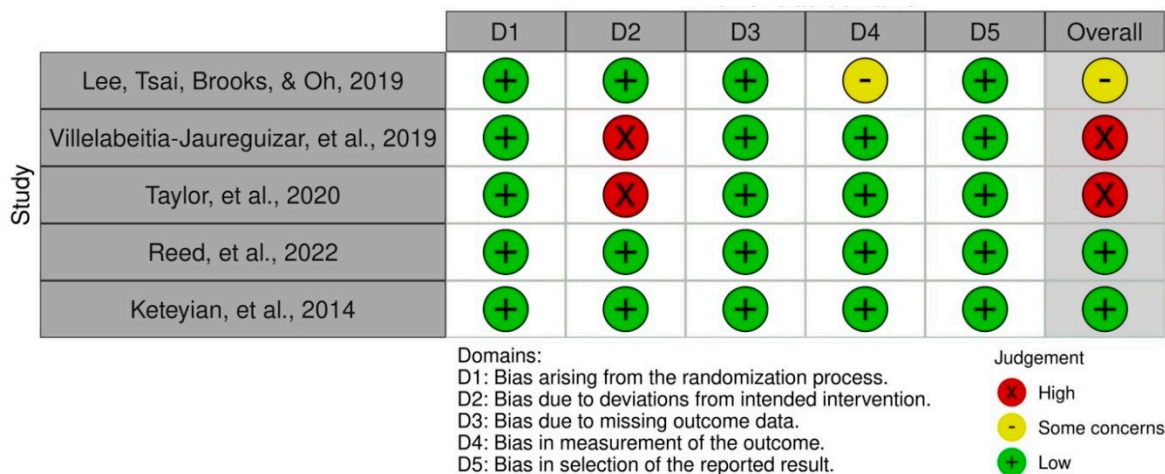 D1 D2 D3 D4 D5 Overall
Study
Lee, Tsai, Brooks, & Oh, 2019 + + + - + -
Villelabeitia-Jaureguizar, et al., 2019 + X + + + X
Taylor, et al., 2020 + X + + + X
Reed, et al., 2022 + + + + + +
Keteyian, et al., 2014 + + + + + +
Domains:
D1: Bias arising from the randomization process.
D2: Bias due to deviations from intended intervention.
D3: Bias due to missing outcome data.
D4: Bias in measurement of the outcome.
D5: Bias in selection of the reported result.
Judgement
X High
- Some concerns
+ Low